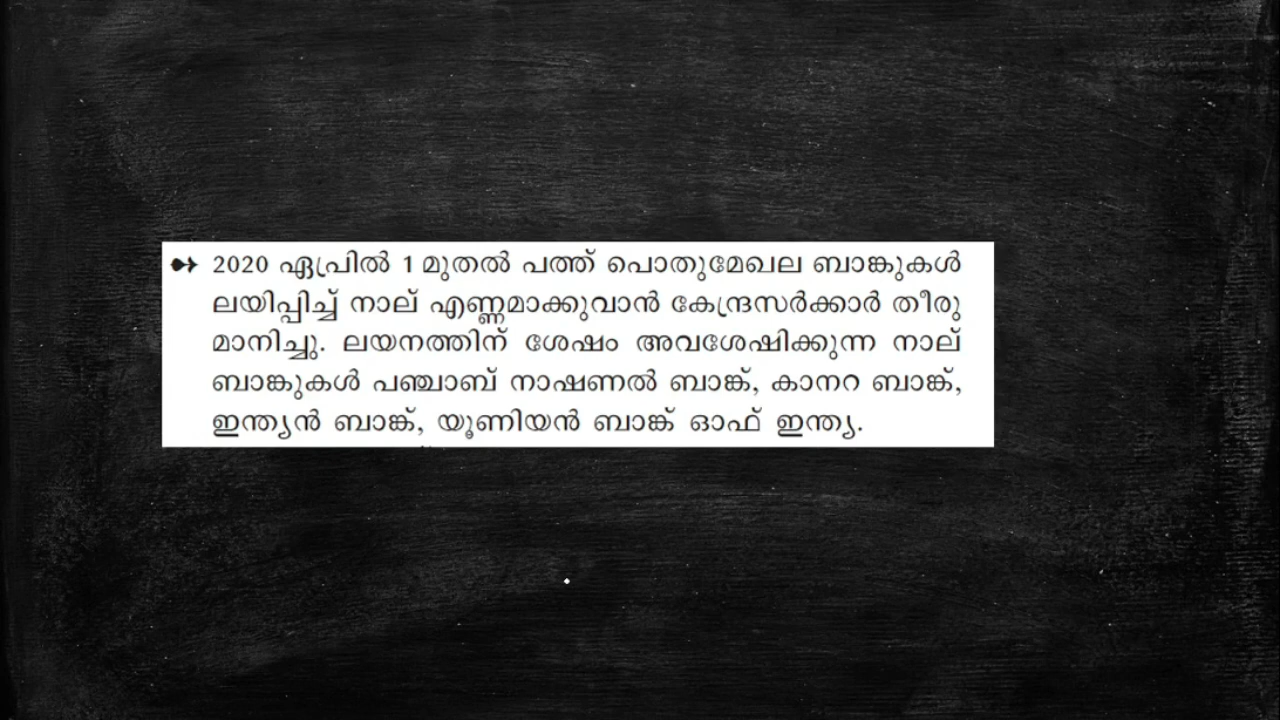 ➻ 2020 ഏപ്രിൽ 1 മുതൽ പത്ത് പൊതുമേഖല ബാങ്കുകൾ
ലയിപ്പിച്ച് നാല് എണ്ണമാക്കുവാൻ കേന്ദ്രസർക്കാർ തീരു
മാനിച്ചു. ലയനത്തിന് ശേഷം അവശേഷിക്കുന്ന നാല്
ബാങ്കുകൾ പഞ്ചാബ് നാഷണൽ ബാങ്ക്, കാനറ ബാങ്ക്,
ഇന്ത്യൻ ബാങ്ക്, യൂണിയൻ ബാങ്ക് ഓഫ് ഇന്ത്യ.